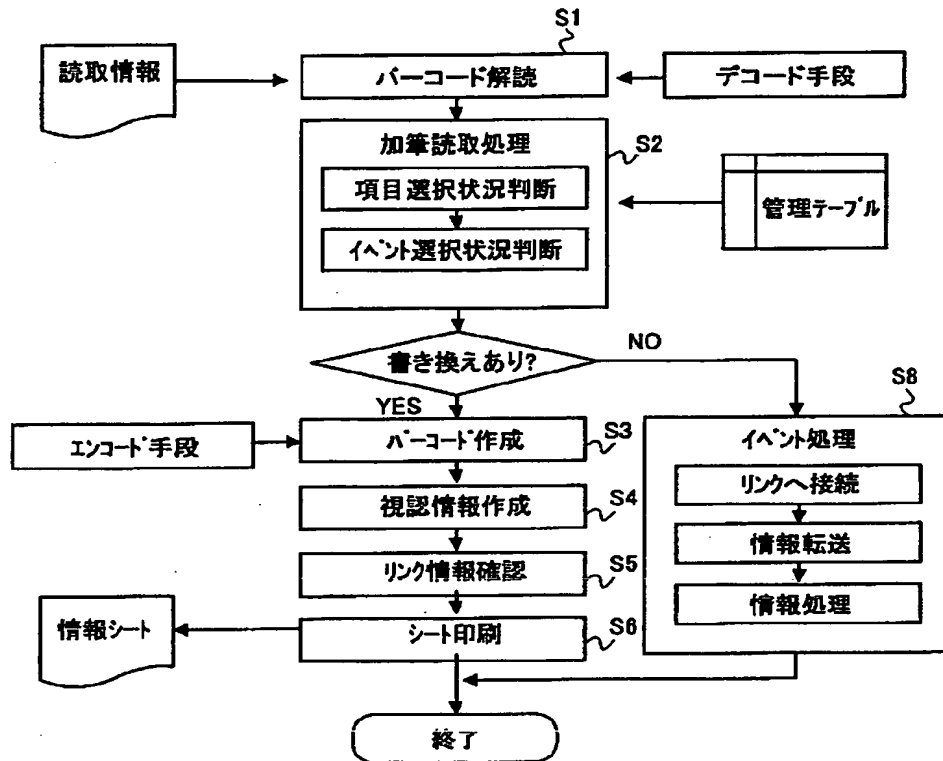 S1
読取情報
バーコード解読
デコード手段
加筆読取処理
S2
項目選択状況判断
イベント選択状況判断
管理テーブル
書き換えあり?
NO
YES
S8
エンコード手段
バーコード作成
S3
イベント処理
リンクへ接続
視認情報作成
S4
情報転送
リンク情報確認
S5
情報処理
情報シート
シート印刷
S6
終了